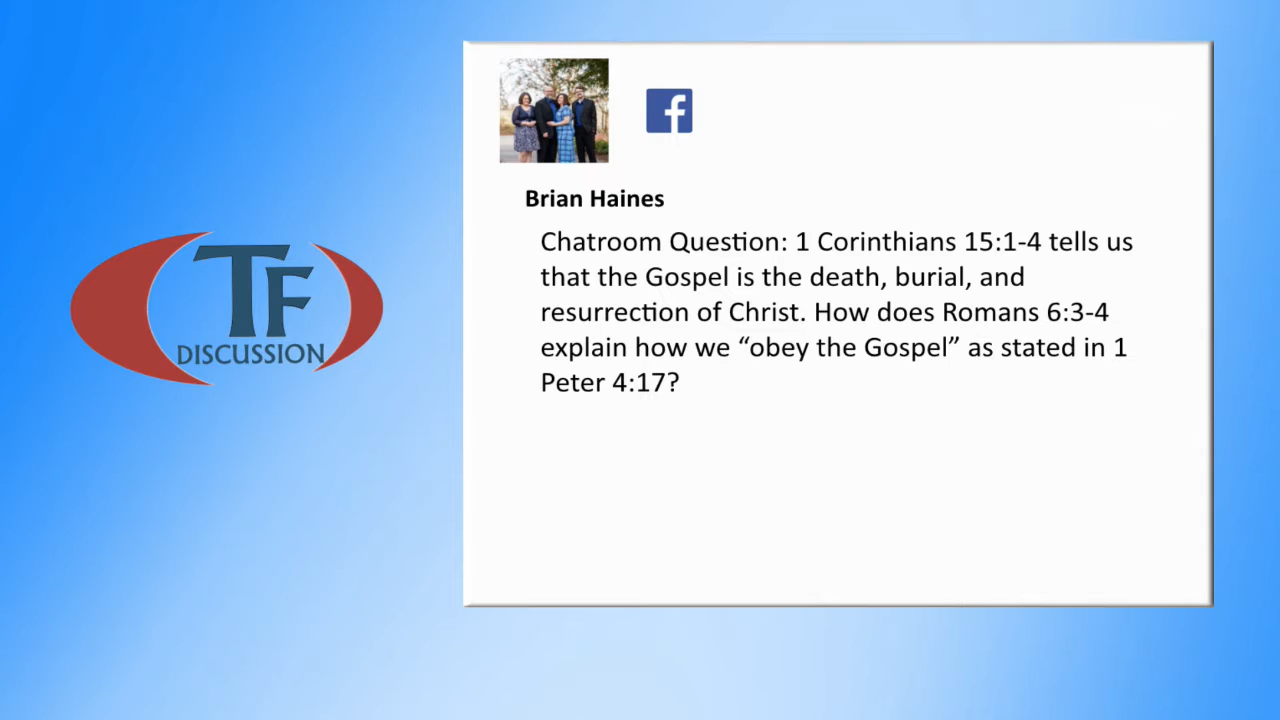 TF
DISCUSSION
f
Brian Haines
Chatroom Question: 1 Corinthians 15:1-4 tells us
that the Gospel is the death, burial, and
resurrection of Christ. How does Romans 6:3-4
explain how we “obey the Gospel” as stated in 1
Peter 4:17?